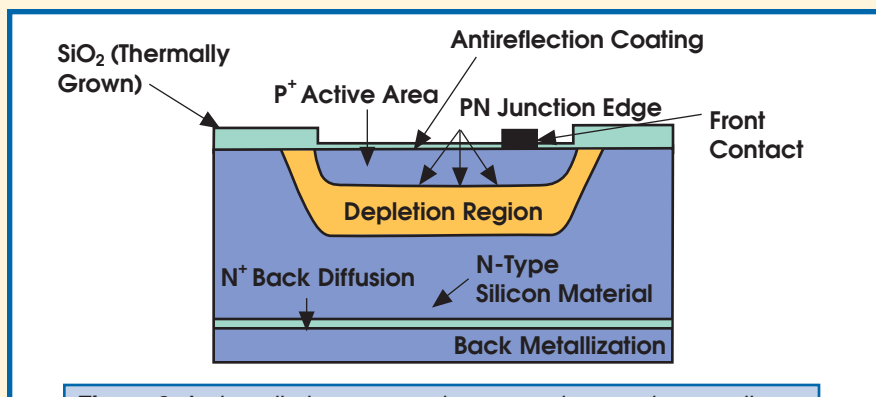 Antireflection Coating
SiO₂ (Thermally
Grown)
P⁺ Active Area
PN Junction Edge
Front
Contact
Depletion Region
N⁺ Back Diffusion
N-Type
Silicon Material
Back Metallization